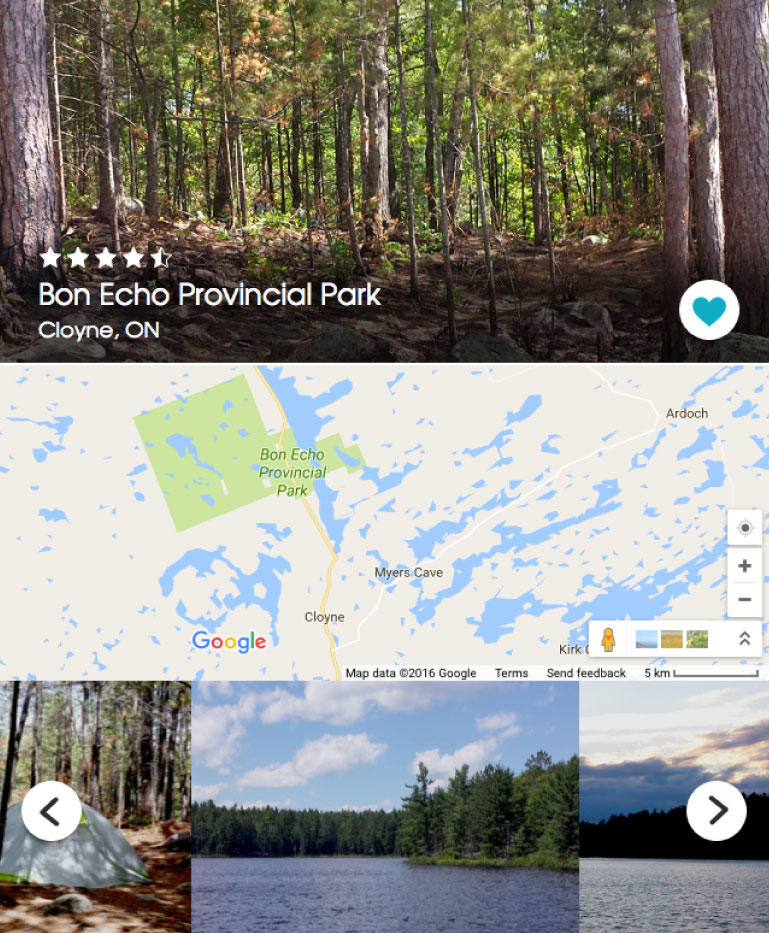 Bon Echo Provincial Park
Cloyne, ON
Ardoch
Bon Echo
Provincial
Park
Myers Cave
Cloyne
Google
Kirk
Map data ©2016 Google Terms Send feedback 5 km